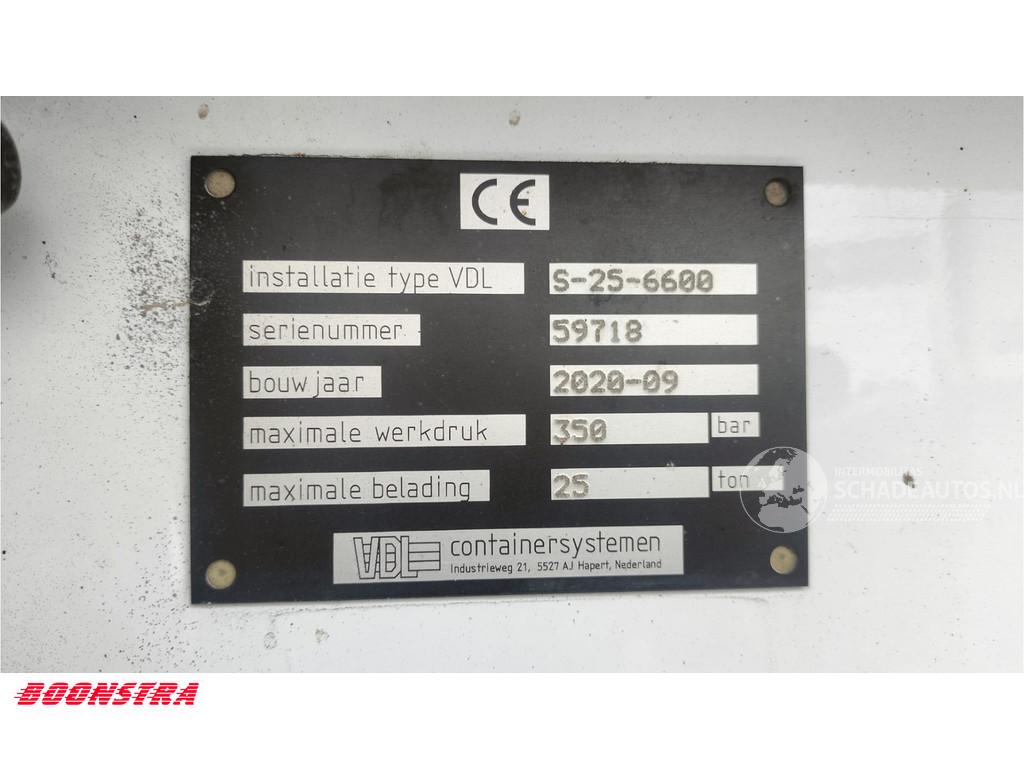 CE
installatie type VDL S-25-6600
serienummer 59718
bouwjaar 2020-09
maximale werkdruk 350 bar
maximale belading 25 ton
VDL containersystemen
Industrieweg 21, 5527 AJ Hapert, Nederland
INTERMOBILITAS
SCHADEAUTOS.NL
BOONSTRA